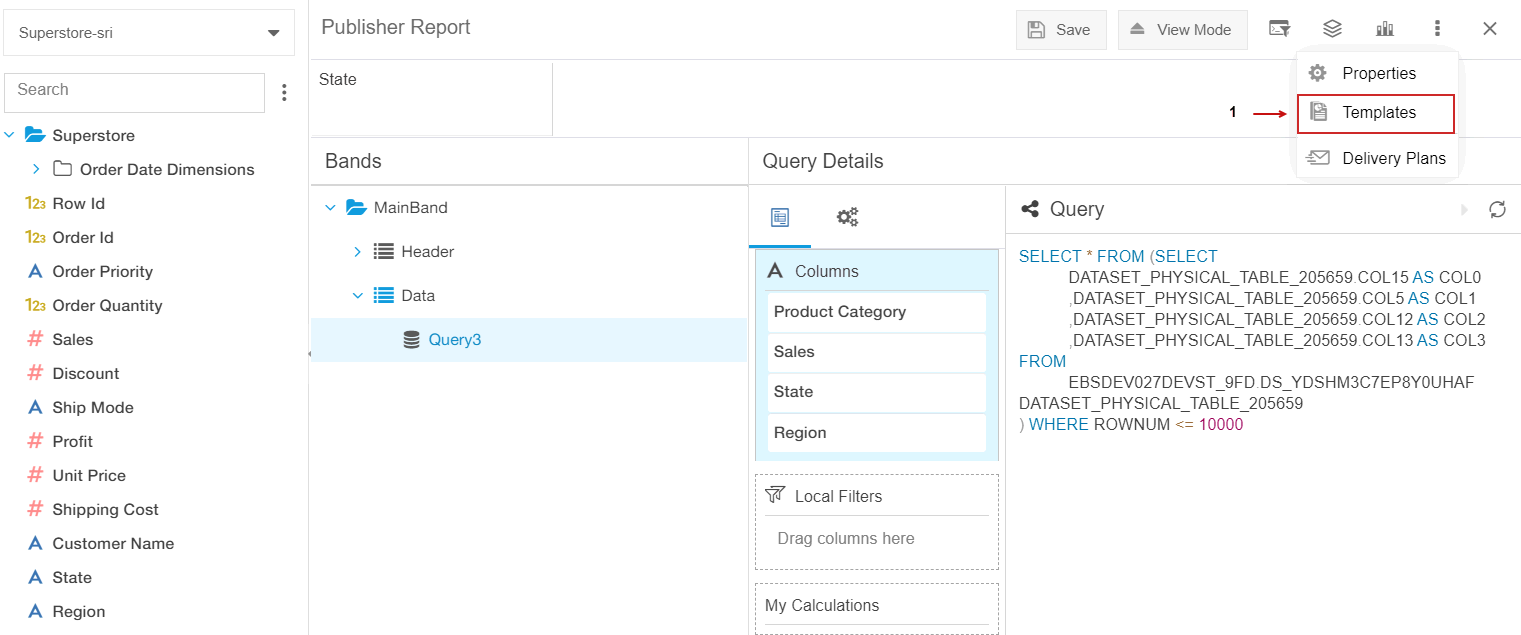 Superstore-sri
Search
Superstore
Order Date Dimensions
123 Row Id
123 Order Id
A Order Priority
123 Order Quantity
# Sales
# Discount
A Ship Mode
# Profit
# Unit Price
# Shipping Cost
A Customer Name
A State
A Region
Publisher Report
Save
View Mode
Properties
1
Templates
Delivery Plans
State
Bands
MainBand
Header
Data
Query3
Query Details
A Columns
Product Category
Sales
State
Region
Local Filters
Drag columns here
My Calculations
Query
SELECT * FROM (SELECT
DATASET_PHYSICAL_TABLE_205659.COL15 AS COL0
,DATASET_PHYSICAL_TABLE_205659.COL5 AS COL1
,DATASET_PHYSICAL_TABLE_205659.COL12 AS COL2
,DATASET_PHYSICAL_TABLE_205659.COL13 AS COL3
FROM
EBSDEV027DEVST_9FD.DS_YDSHM3C7EP8Y0UHAF
DATASET_PHYSICAL_TABLE_205659
) WHERE ROWNUM <= 10000